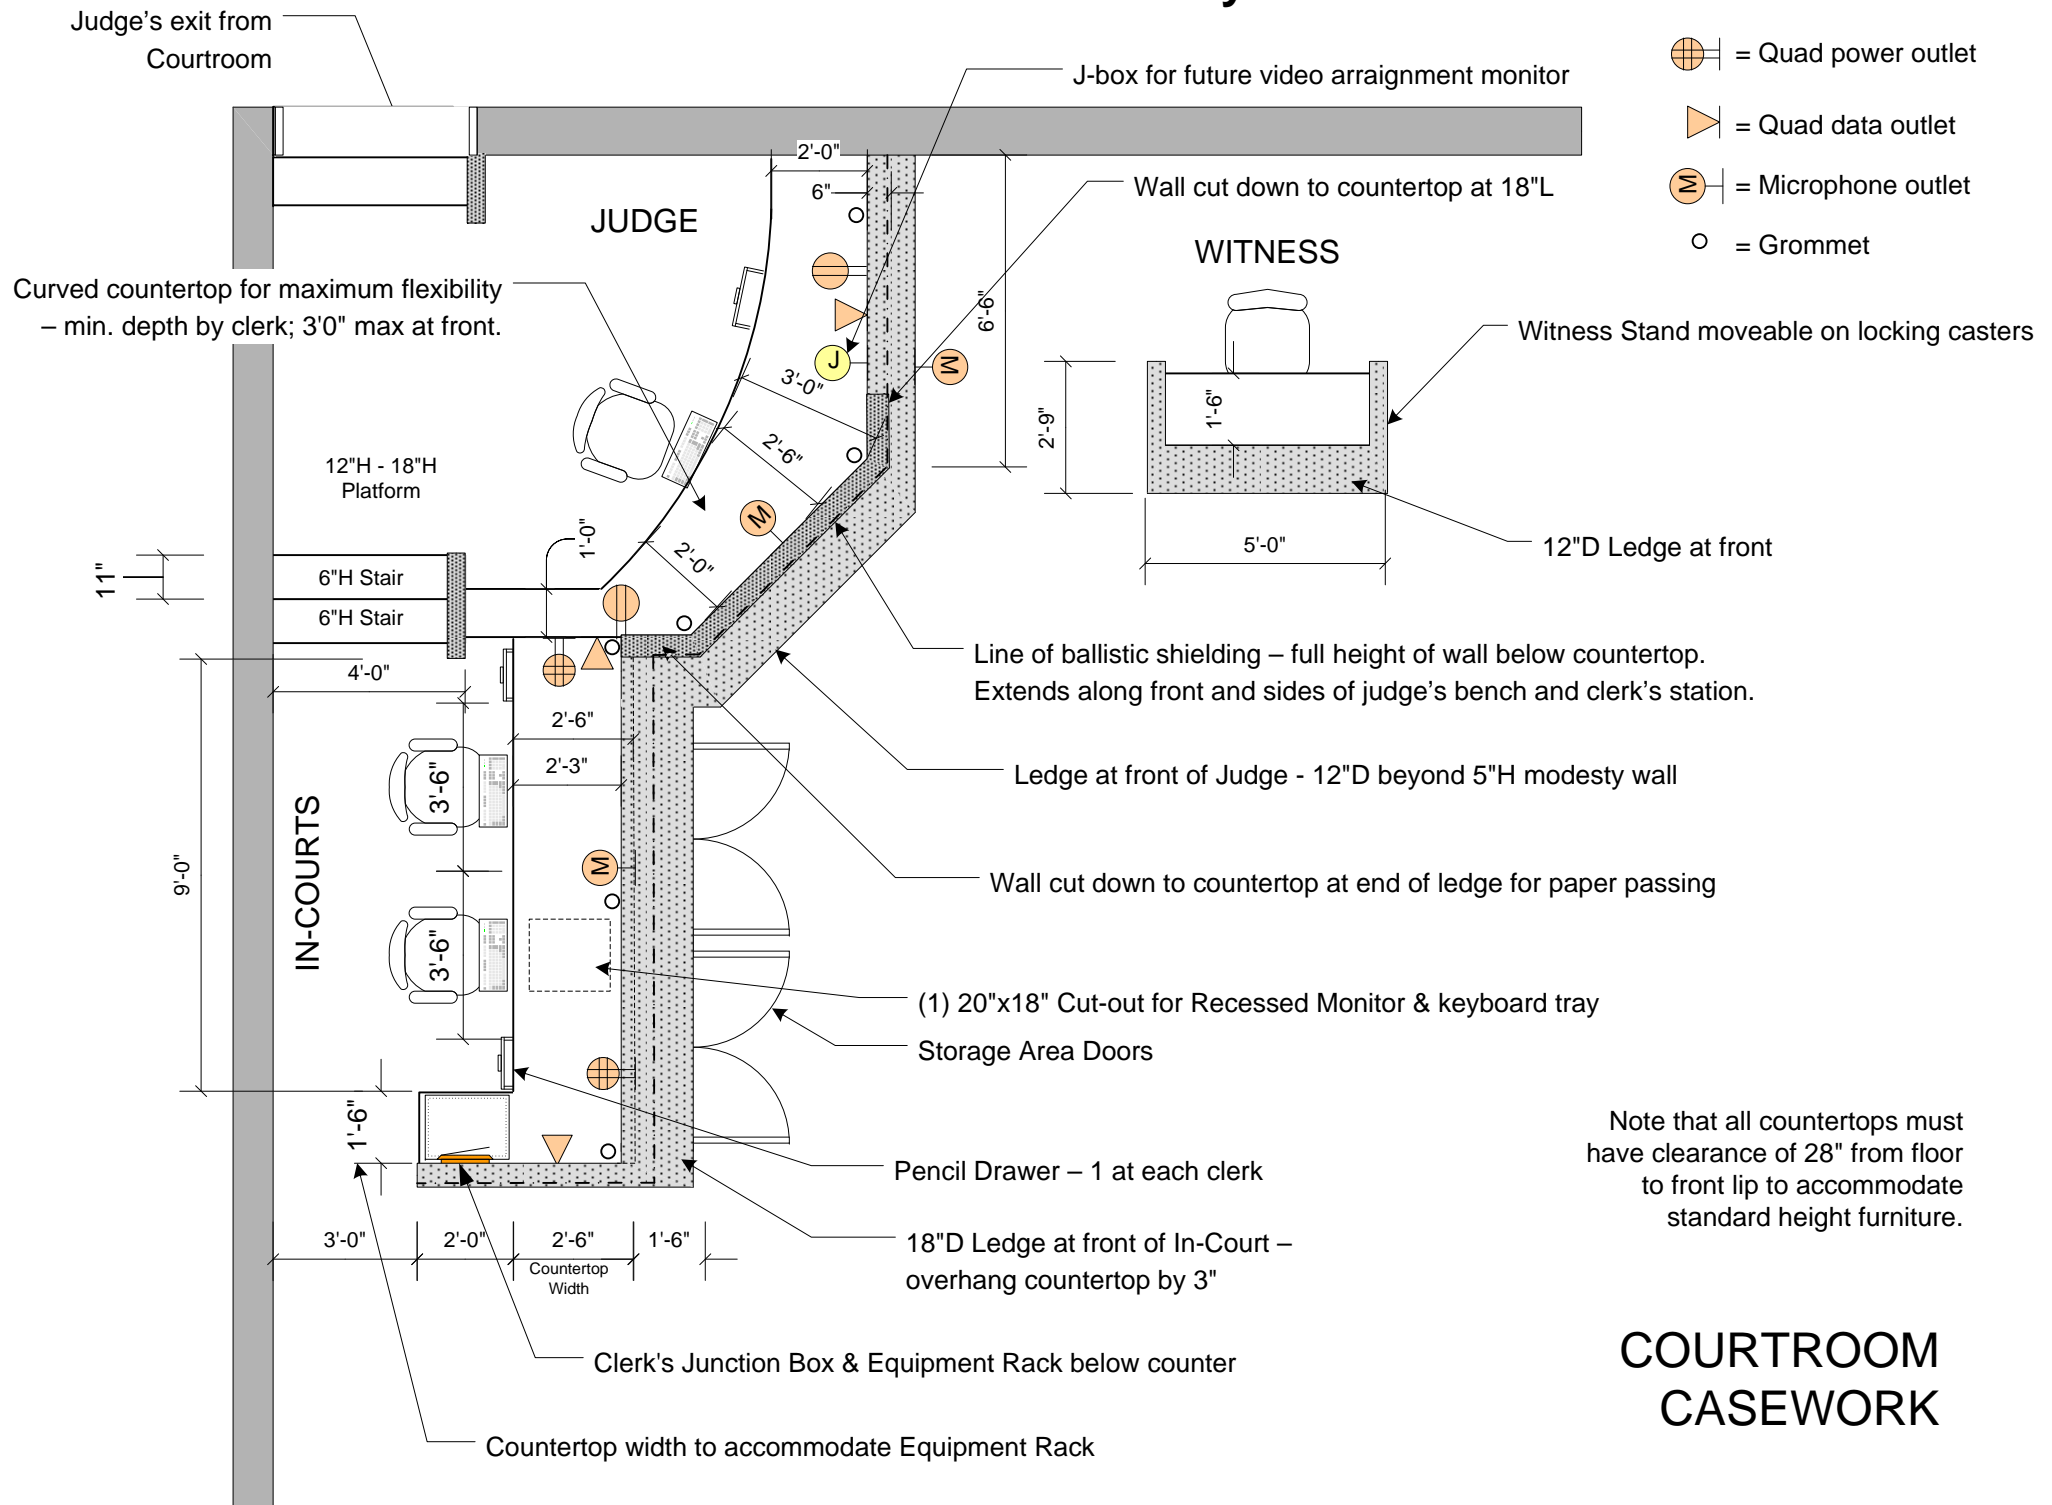 Judge's exit from
Courtroom
J-box for future video arraignment monitor
= Quad power outlet
= Quad data outlet
M = Microphone outlet
= Grommet
2'-0"
6"
Wall cut down to countertop at 18"L
JUDGE
WITNESS
Curved countertop for maximum flexibility
– min. depth by clerk; 3'0" max at front.
6'-6"
Witness Stand moveable on locking casters
J
M
3'-0"
1'-6"
2'-9"
2'-6"
12"H - 18"H
Platform
M
1'-0"
2'-0"
5'-0"
12"D Ledge at front
11"
6"H Stair
6"H Stair
Line of ballistic shielding – full height of wall below countertop.
Extends along front and sides of judge's bench and clerk's station.
4'-0"
2'-6"
2'-3"
Ledge at front of Judge - 12"D beyond 5"H modesty wall
3'-6"
IN-COURTS
9'-0"
M
Wall cut down to countertop at end of ledge for paper passing
3'-6"
(1) 20"x18" Cut-out for Recessed Monitor & keyboard tray
Storage Area Doors
1'-6"
Note that all countertops must
have clearance of 28" from floor
to front lip to accommodate
standard height furniture.
Pencil Drawer – 1 at each clerk
3'-0"
2'-0"
2'-6"
1'-6"
Countertop
Width
18"D Ledge at front of In-Court –
overhang countertop by 3"
Clerk's Junction Box & Equipment Rack below counter
Countertop width to accommodate Equipment Rack
COURTROOM
CASEWORK